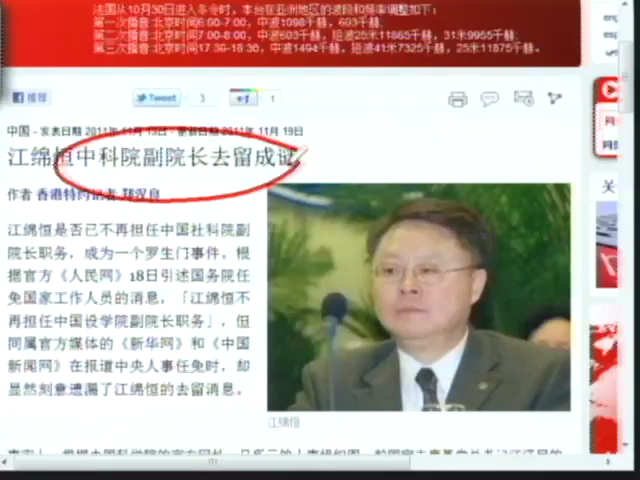 法国从10月30日进入冬令时，本台在亚洲地区的波段和频率调整如下：
第一次播音:北京时间6:00-7:00，中波1098千赫，603千赫.
第二次播音:北京时间7:00-8:00，中波603千赫，短波25米11865千赫，31米9955千赫.
第三次播音:北京时间17:30-18:30，中波1494千赫，短波41米7325千赫，25米11875千赫。
推荐
Tweet
3
+1
1
中国 - 发表日期 2011年 11月 19日 - 更新日期 2011年 11月 19日
江绵恒中科院副院长去留成谜
作者 香港特约记者 郑汉良
江绵恒是否已不再担任中国社科院副
院长职务，成为一个罗生门事件。根
据官方《人民网》18日引述国务院任
免国家工作人员的消息，「江绵恒不
再担任中国设学院副院长职务」，但
同属官方媒体的《新华网》和《中国
新闻网》在报道中央人事任免时，却
显然刻意遗漏了江绵恒的去留消息。
江绵恒
关